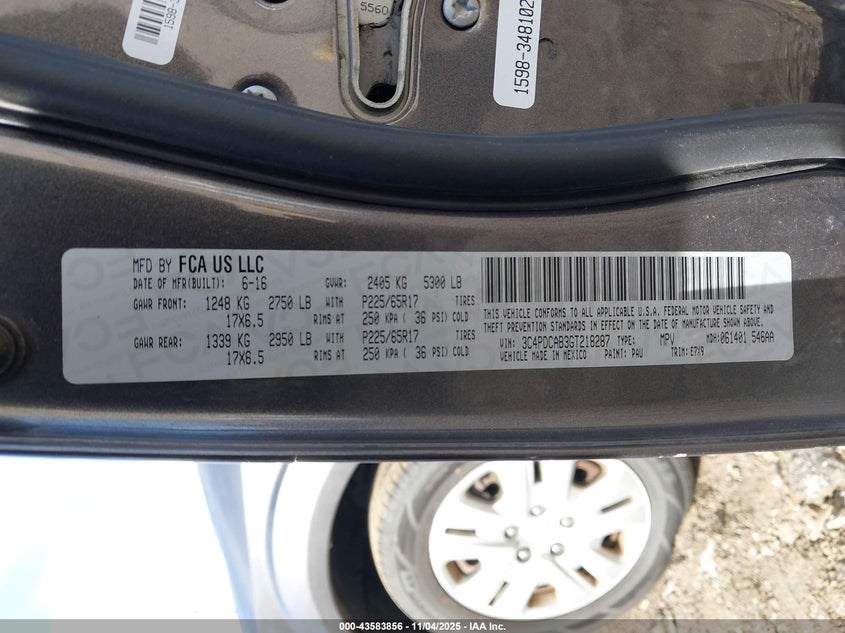 5560
1598-348102
1598-3
MFD BY FCA US LLC
DATE OF MFR(BUILT): 6-16 GVWR: 2405 KG 5300 LB
GAWR FRONT: 1248 KG 2750 LB WITH P225/65R17 TIRES
17X6.5 RIMS AT 250 KPA ( 36 PSI) COLD
GAWR REAR: 1339 KG 2950 LB WITH P225/65R17 TIRES
17X6.5 RIMS AT 250 KPA ( 36 PSI) COLD
THIS VEHICLE CONFORMS TO ALL APPLICABLE U.S.A. FEDERAL MOTOR VEHICLE SAFETY AND
THEFT PREVENTION STANDARDS IN EFFECT ON THE DATE OF MANUFACTURE SHOWN ABOVE.
VIN: 3C4PDCAB3GT218287 TYPE: MPV MDH:061401 546AA
VEHICLE MADE IN MEXICO PAINT: PAU TRIM: E7X9
000-43583856 - 11/04/2025 - IAA Inc.